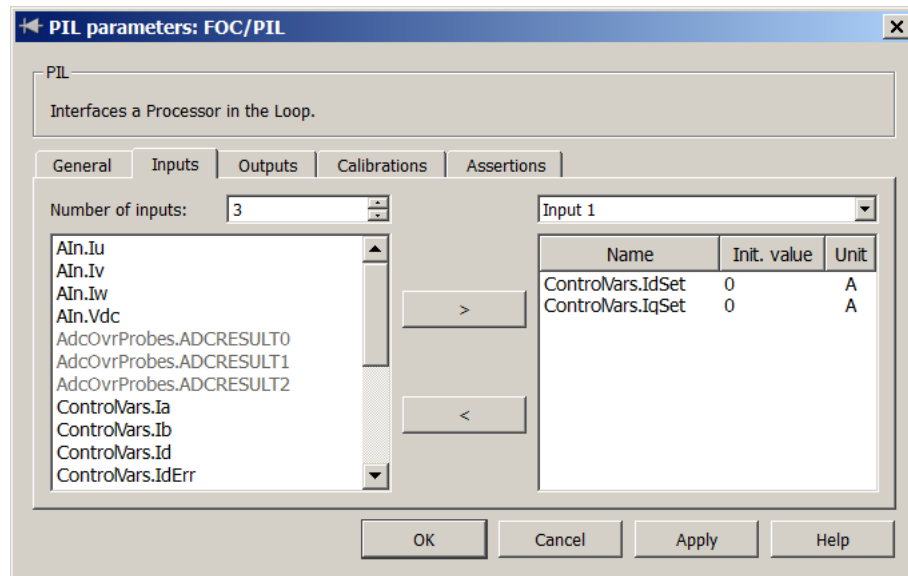 PIL parameters: FOC/PIL
PIL
Interfaces a Processor in the Loop.
General Inputs Outputs Calibrations Assertions
Number of inputs: 3 Input 1
AIn.Iu
AIn.Iv
AIn.Iw
AIn.Vdc
AdcOvrProbes.ADCRESULT0
AdcOvrProbes.ADCRESULT1
AdcOvrProbes.ADCRESULT2
ControlVars.Ia
ControlVars.Ib
ControlVars.Id
ControlVars.IdErr
>
<
Name Init. value Unit
ControlVars.IdSet 0 A
ControlVars.IqSet 0 A
OK Cancel Apply Help